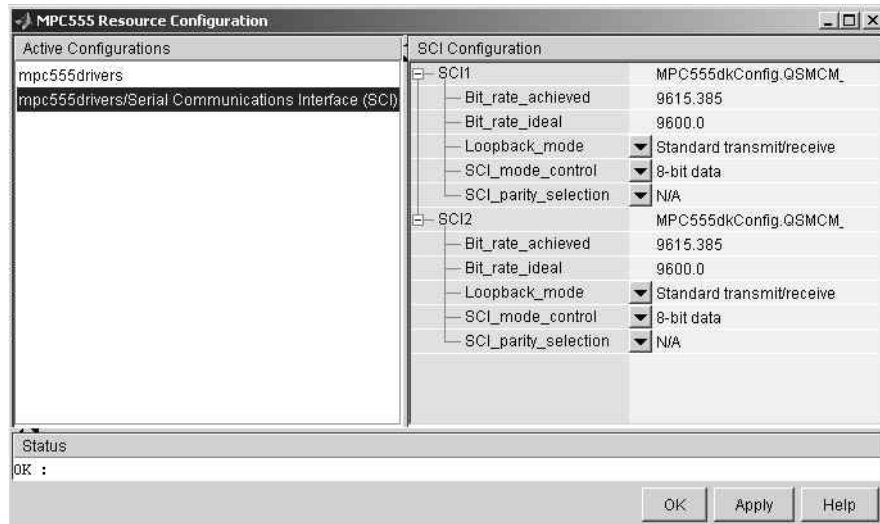 MPC555 Resource Configuration
Active Configurations
mpc555drivers
mpc555drivers/Serial Communications Interface (SCI)
SCI Configuration
SCI1 MPC555dkConfig.QSMCM_
Bit_rate_achieved 9615.385
Bit_rate_ideal 9600.0
Loopback_mode Standard transmit/receive
SCI_mode_control 8-bit data
SCI_parity_selection N/A
SCI2 MPC555dkConfig.QSMCM_
Bit_rate_achieved 9615.385
Bit_rate_ideal 9600.0
Loopback_mode Standard transmit/receive
SCI_mode_control 8-bit data
SCI_parity_selection N/A
Status
OK :
OK Apply Help